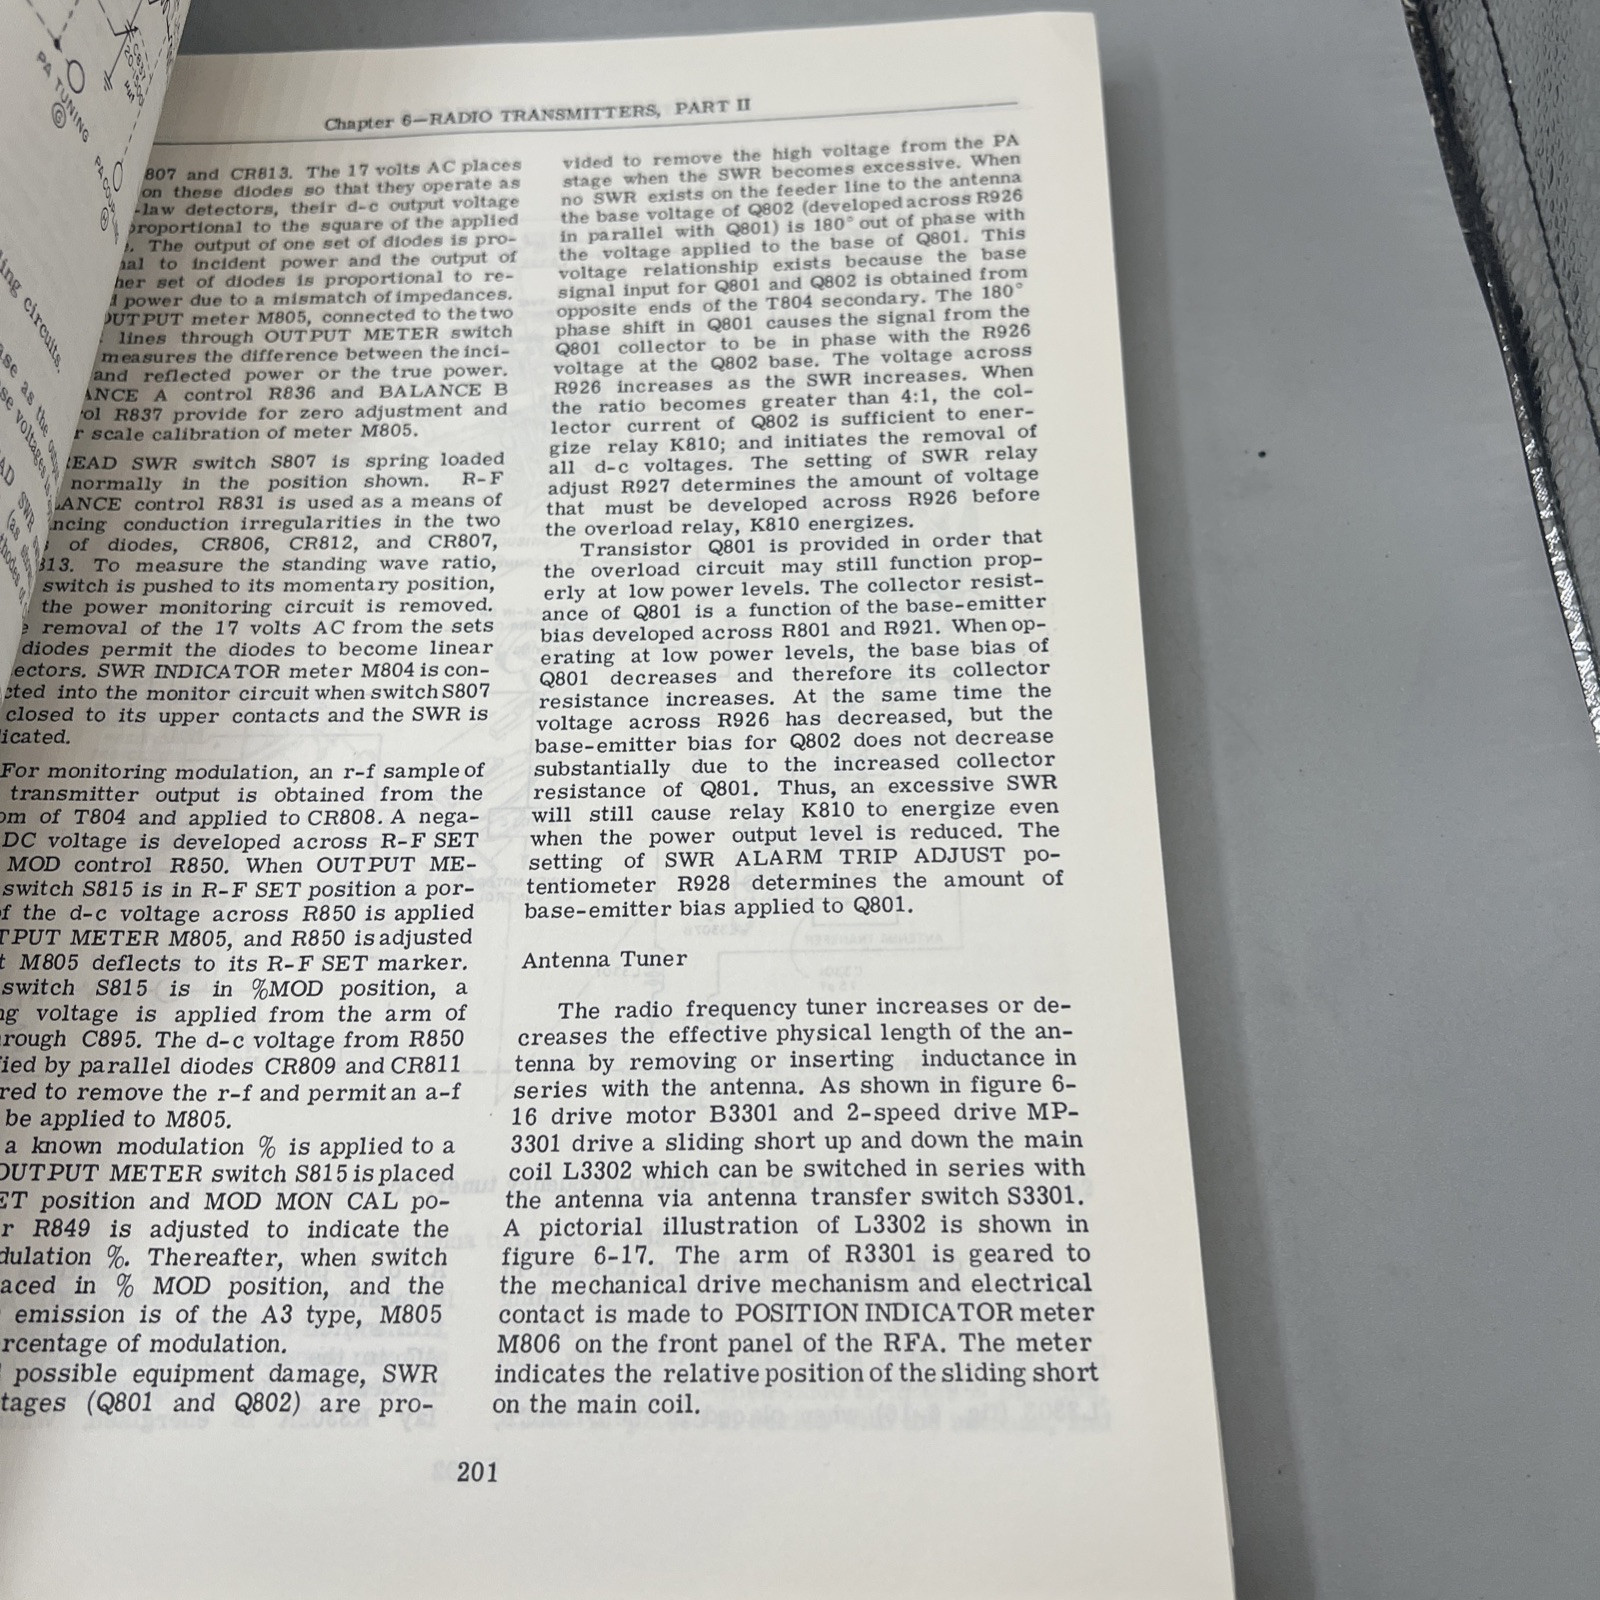 PA TUNING
G
PA COUPLING
H
C837
ling circuits.
Chapter 6—RADIO TRANSMITTERS, PART II
807 and CR813. The 17 volts AC places
on these diodes so that they operate as
-law detectors, their d-c output voltage
proportional to the square of the applied
. The output of one set of diodes is pro-
nal to incident power and the output of
her set of diodes is proportional to re-
d power due to a mismatch of impedances.
OUTPUT meter M805, connected to the two
lines through OUTPUT METER switch
measures the difference between the inci-
and reflected power or the true power.
ANCE A control R836 and BALANCE B
ol R837 provide for zero adjustment and
r scale calibration of meter M805.
EAD SWR switch S807 is spring loaded
normally in the position shown. R-F
ANCE control R831 is used as a means of
ncing conduction irregularities in the two
of diodes, CR806, CR812, and CR807,
813. To measure the standing wave ratio,
switch is pushed to its momentary position,
the power monitoring circuit is removed.
e removal of the 17 volts AC from the sets
diodes permit the diodes to become linear
ectors. SWR INDICATOR meter M804 is con-
cted into the monitor circuit when switch S807
closed to its upper contacts and the SWR is
icated.
For monitoring modulation, an r-f sample of
transmitter output is obtained from the
om of T804 and applied to CR808. A nega-
DC voltage is developed across R-F SET
MOD control R850. When OUTPUT ME-
switch S815 is in R-F SET position a por-
f the d-c voltage across R850 is applied
TPUT METER M805, and R850 is adjusted
t M805 deflects to its R-F SET marker.
switch S815 is in %MOD position, a
ng voltage is applied from the arm of
rough C895. The d-c voltage from R850
ied by parallel diodes CR809 and CR811
red to remove the r-f and permit an a-f
be applied to M805.
a known modulation % is applied to a
OUTPUT METER switch S815 is placed
ET position and MOD MON CAL po-
r R849 is adjusted to indicate the
dulation %. Thereafter, when switch
aced in % MOD position, and the
emission is of the A3 type, M805
rcentage of modulation.
possible equipment damage, SWR
tages (Q801 and Q802) are pro-
vided to remove the high voltage from the PA
stage when the SWR becomes excessive. When
no SWR exists on the feeder line to the antenna
the base voltage of Q802 (developed across R926
in parallel with Q801) is 180° out of phase with
the voltage applied to the base of Q801. This
voltage relationship exists because the base
signal input for Q801 and Q802 is obtained from
opposite ends of the T804 secondary. The 180°
phase shift in Q801 causes the signal from the
Q801 collector to be in phase with the R926
voltage at the Q802 base. The voltage across
R926 increases as the SWR increases. When
the ratio becomes greater than 4:1, the col-
lector current of Q802 is sufficient to ener-
gize relay K810; and initiates the removal of
all d-c voltages. The setting of SWR relay
adjust R927 determines the amount of voltage
that must be developed across R926 before
the overload relay, K810 energizes.
Transistor Q801 is provided in order that
the overload circuit may still function prop-
erly at low power levels. The collector resist-
ance of Q801 is a function of the base-emitter
bias developed across R801 and R921. When op-
erating at low power levels, the base bias of
Q801 decreases and therefore its collector
resistance increases. At the same time the
voltage across R926 has decreased, but the
base-emitter bias for Q802 does not decrease
substantially due to the increased collector
resistance of Q801. Thus, an excessive SWR
will still cause relay K810 to energize even
when the power output level is reduced. The
setting of SWR ALARM TRIP ADJUST po-
tentiometer R928 determines the amount of
base-emitter bias applied to Q801.
Antenna Tuner
The radio frequency tuner increases or de-
creases the effective physical length of the an-
tenna by removing or inserting inductance in
series with the antenna. As shown in figure 6-
16 drive motor B3301 and 2-speed drive MP-
3301 drive a sliding short up and down the main
coil L3302 which can be switched in series with
the antenna via antenna transfer switch S3301.
A pictorial illustration of L3302 is shown in
figure 6-17. The arm of R3301 is geared to
the mechanical drive mechanism and electrical
contact is made to POSITION INDICATOR meter
M806 on the front panel of the RFA. The meter
indicates the relative position of the sliding short
on the main coil.
201